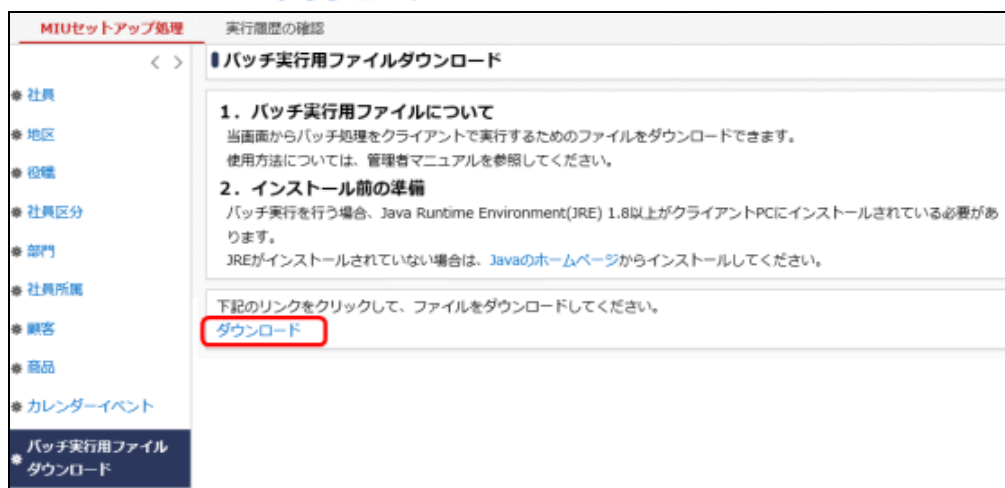 MIUセットアップ処理
実行履歴の確認
< >
社員
地区
役職
社員区分
部門
社員所属
顧客
商品
カレンダーイベント
バッチ実行用ファイル
ダウンロード
バッチ実行用ファイルダウンロード
1. バッチ実行用ファイルについて
当画面からバッチ処理をクライアントで実行するためのファイルをダウンロードできます。
使用方法については、管理者マニュアルを参照してください。
2. インストール前の準備
バッチ実行を行う場合、Java Runtime Environment(JRE) 1.8以上がクライアントPCにインストールされている必要があ
ります。
JREがインストールされていない場合は、Javaのホームページからインストールしてください。
下記のリンクをクリックして、ファイルをダウンロードしてください。
ダウンロード